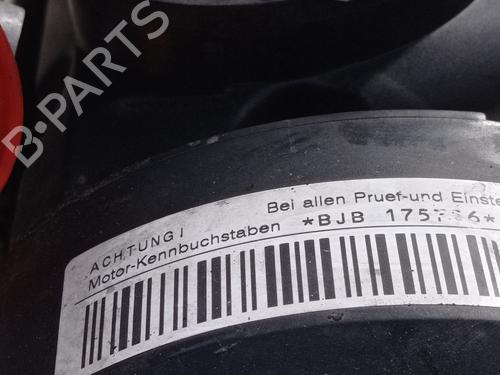 B-PARTS
ACHTUNG! Bei allen Pruef-und Einste
Motor-Kennbuchstaben *BJB